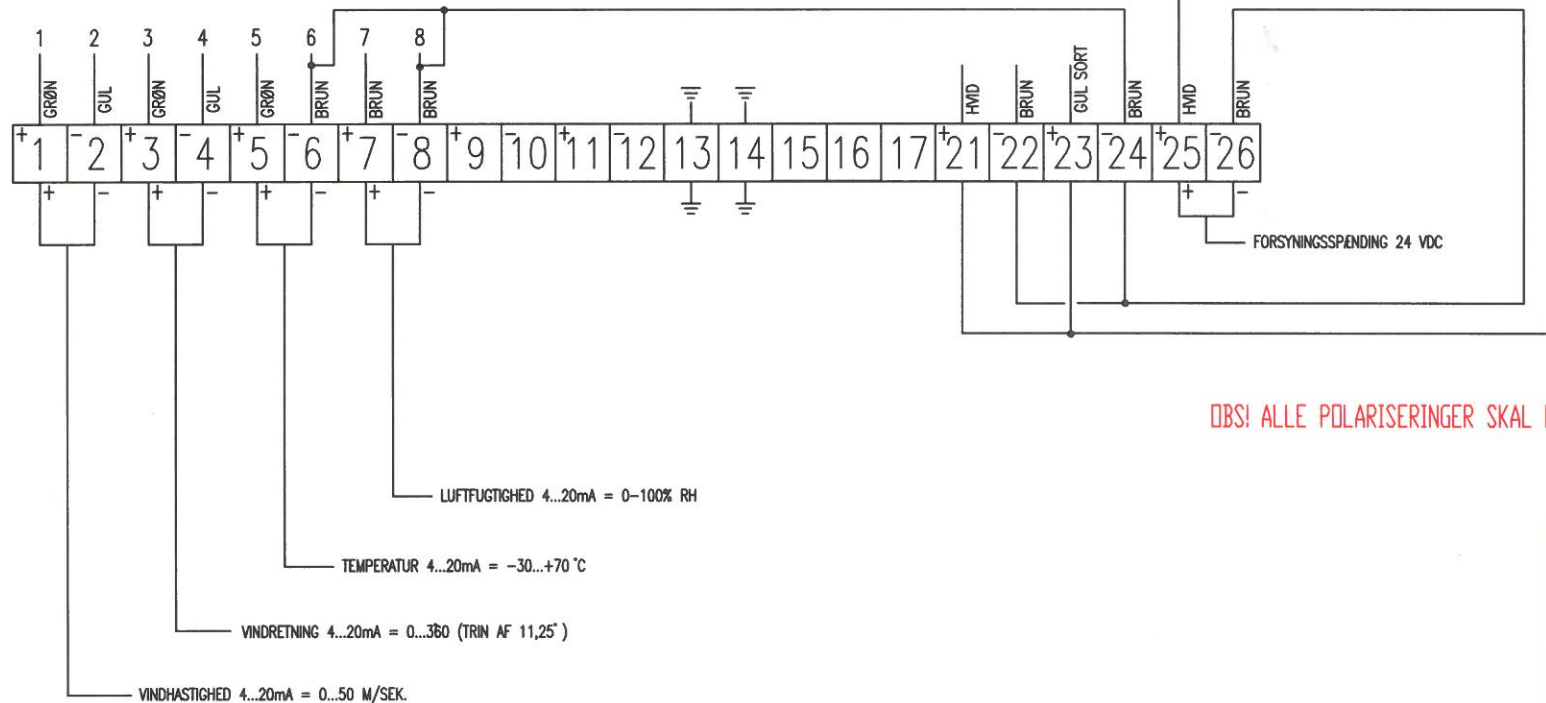 1 2 3 4 5 6 7 8
GRØN GUL GRØN GUL GRØN BRUN BRUN BRUN HVID BRUN GUL SORT BRUN HVID BRUN
+ - + - + - + - + - + - + - + - + -
1 2 3 4 5 6 7 8 9 10 11 12 13 14 15 16 17 21 22 23 24 25 26
+ - + - + - + - + -
FORSYNINGSSPÆNDING 24 VDC
OBS! ALLE POLARISERINGER SKAL
LUFTFUGTIGHED 4...20mA = 0-100% RH
TEMPERATUR 4...20mA = -30...+70 °C
VINDRETNING 4...20mA = 0...360 (TRIN AF 11,25°)
VINDHASTIGHED 4...20mA = 0...50 M/SEK.